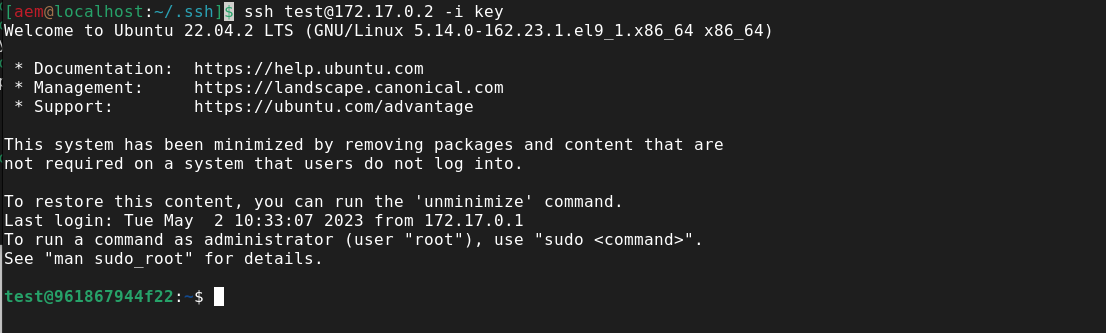 [aem@localhost:~/.ssh]$ ssh test@172.17.0.2 -i key
Welcome to Ubuntu 22.04.2 LTS (GNU/Linux 5.14.0-162.23.1.el9_1.x86_64 x86_64)
 * Documentation:  https://help.ubuntu.com
 * Management:     https://landscape.canonical.com
 * Support:        https://ubuntu.com/advantage
This system has been minimized by removing packages and content that are
not required on a system that users do not log into.
To restore this content, you can run the 'unminimize' command.
Last login: Tue May  2 10:33:07 2023 from 172.17.0.1
To run a command as administrator (user "root"), use "sudo <command>".
See "man sudo_root" for details.
test@961867944f22:~$